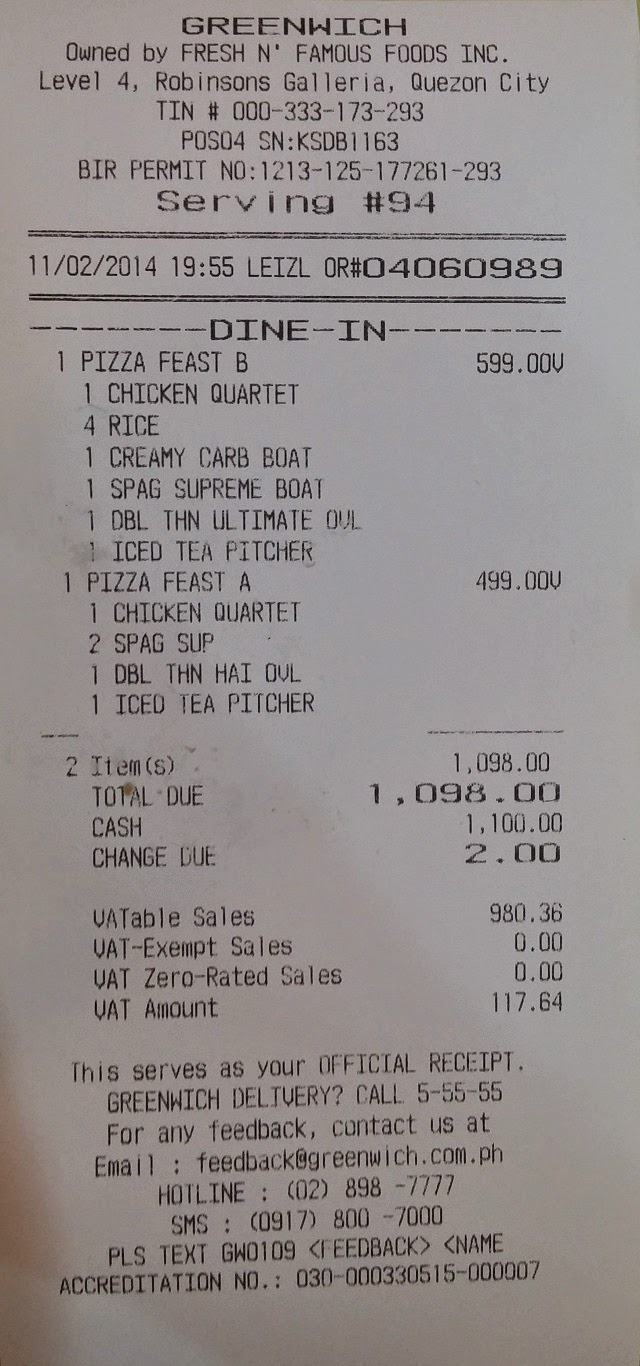 GREENWICH
Owned by FRESH N' FAMOUS FOODS INC.
Level 4, Robinsons Galleria, Quezon City
TIN # 000-333-173-293
POS04 SN:KSDB1163
BIR PERMIT NO:1213-125-177261-293
Serving #94
11/02/2014 19:55 LEIZL OR#04060989
-------DINE-IN-------
1 PIZZA FEAST B 599.00V
1 CHICKEN QUARTET
4 RICE
1 CREAMY CARB BOAT
1 SPAG SUPREME BOAT
1 DBL THN ULTIMATE OVL
1 ICED TEA PITCHER
1 PIZZA FEAST A 499.00V
1 CHICKEN QUARTET
2 SPAG SUP
1 DBL THN HAI OVL
1 ICED TEA PITCHER
2 Item(s) 1,098.00
TOTAL DUE 1,098.00
CASH 1,100.00
CHANGE DUE 2.00
VATable Sales 980.36
VAT-Exempt Sales 0.00
VAT Zero-Rated Sales 0.00
VAT Amount 117.64
This serves as your OFFICIAL RECEIPT.
GREENWICH DELIVERY? CALL 5-55-55
For any feedback, contact us at
Email : feedback@greenwich.com.ph
HOTLINE : (02) 898 -7777
SMS : (0917) 800 -7000
PLS TEXT GW0109 <FEEDBACK> <NAME
ACCREDITATION NO.: 030-000330515-000007